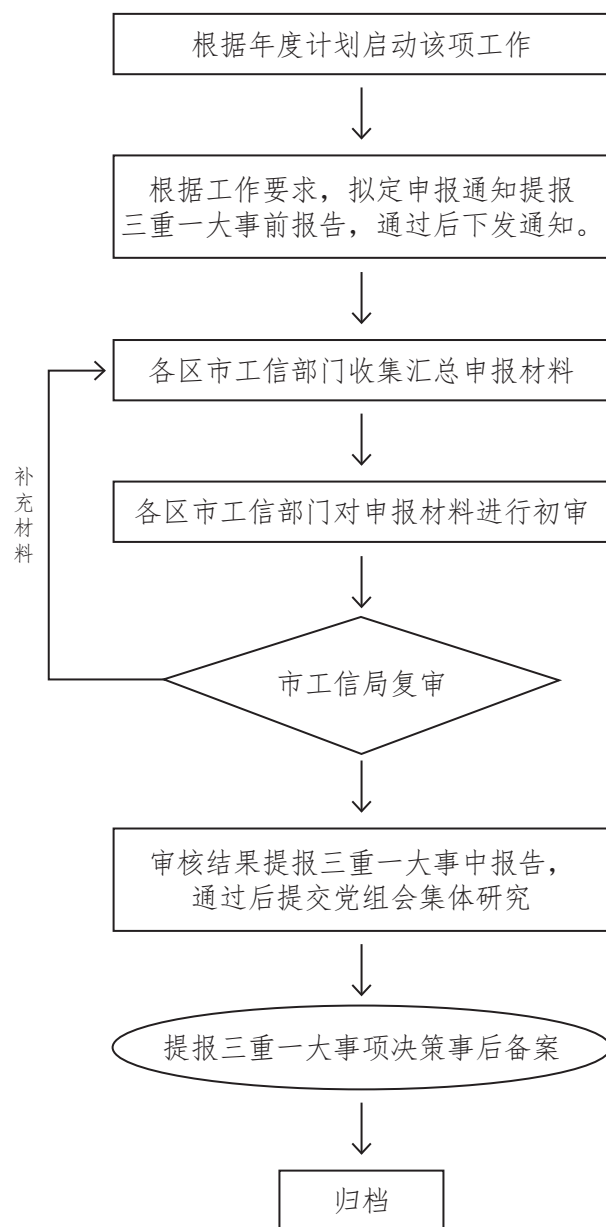 根据年度计划启动该项工作
根据工作要求，拟定申报通知提报
三重一大事前报告，通过后下发通知。
各区市工信部门收集汇总申报材料
补充材料
各区市工信部门对申报材料进行初审
市工信局复审
审核结果提报三重一大事中报告，
通过后提交党组会集体研究
提报三重一大事项决策事后备案
归档